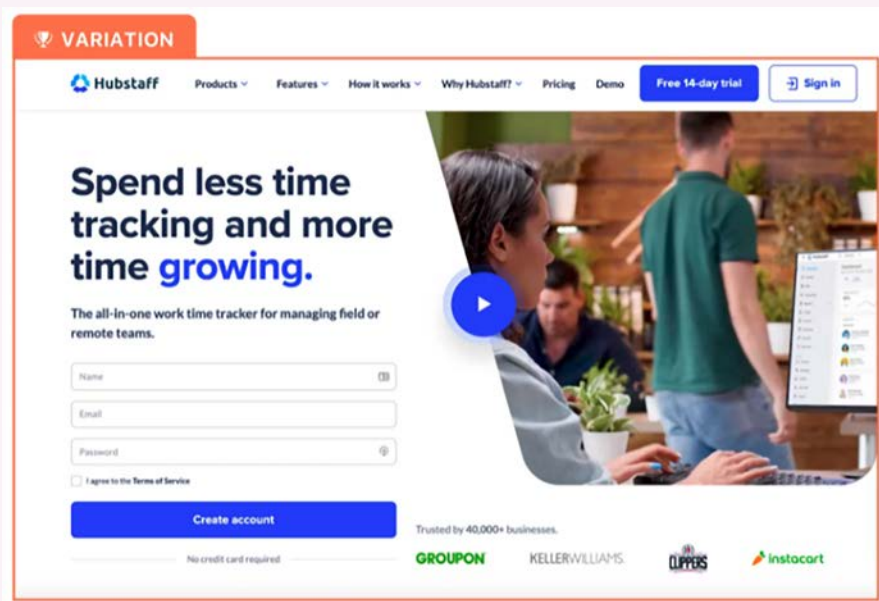 VARIATION
Hubstaff Products Features How it works Why Hubstaff? Pricing Demo Free 14-day trial Sign in
Spend less time
tracking and more
time growing.
The all-in-one work time tracker for managing field or
remote teams.
Name
Email
Password
I agree to the Terms of Service
Create account
No credit card required
Trusted by 40,000+ businesses.
GROUPON KELLERWILLIAMS. CLIPPERS instacart